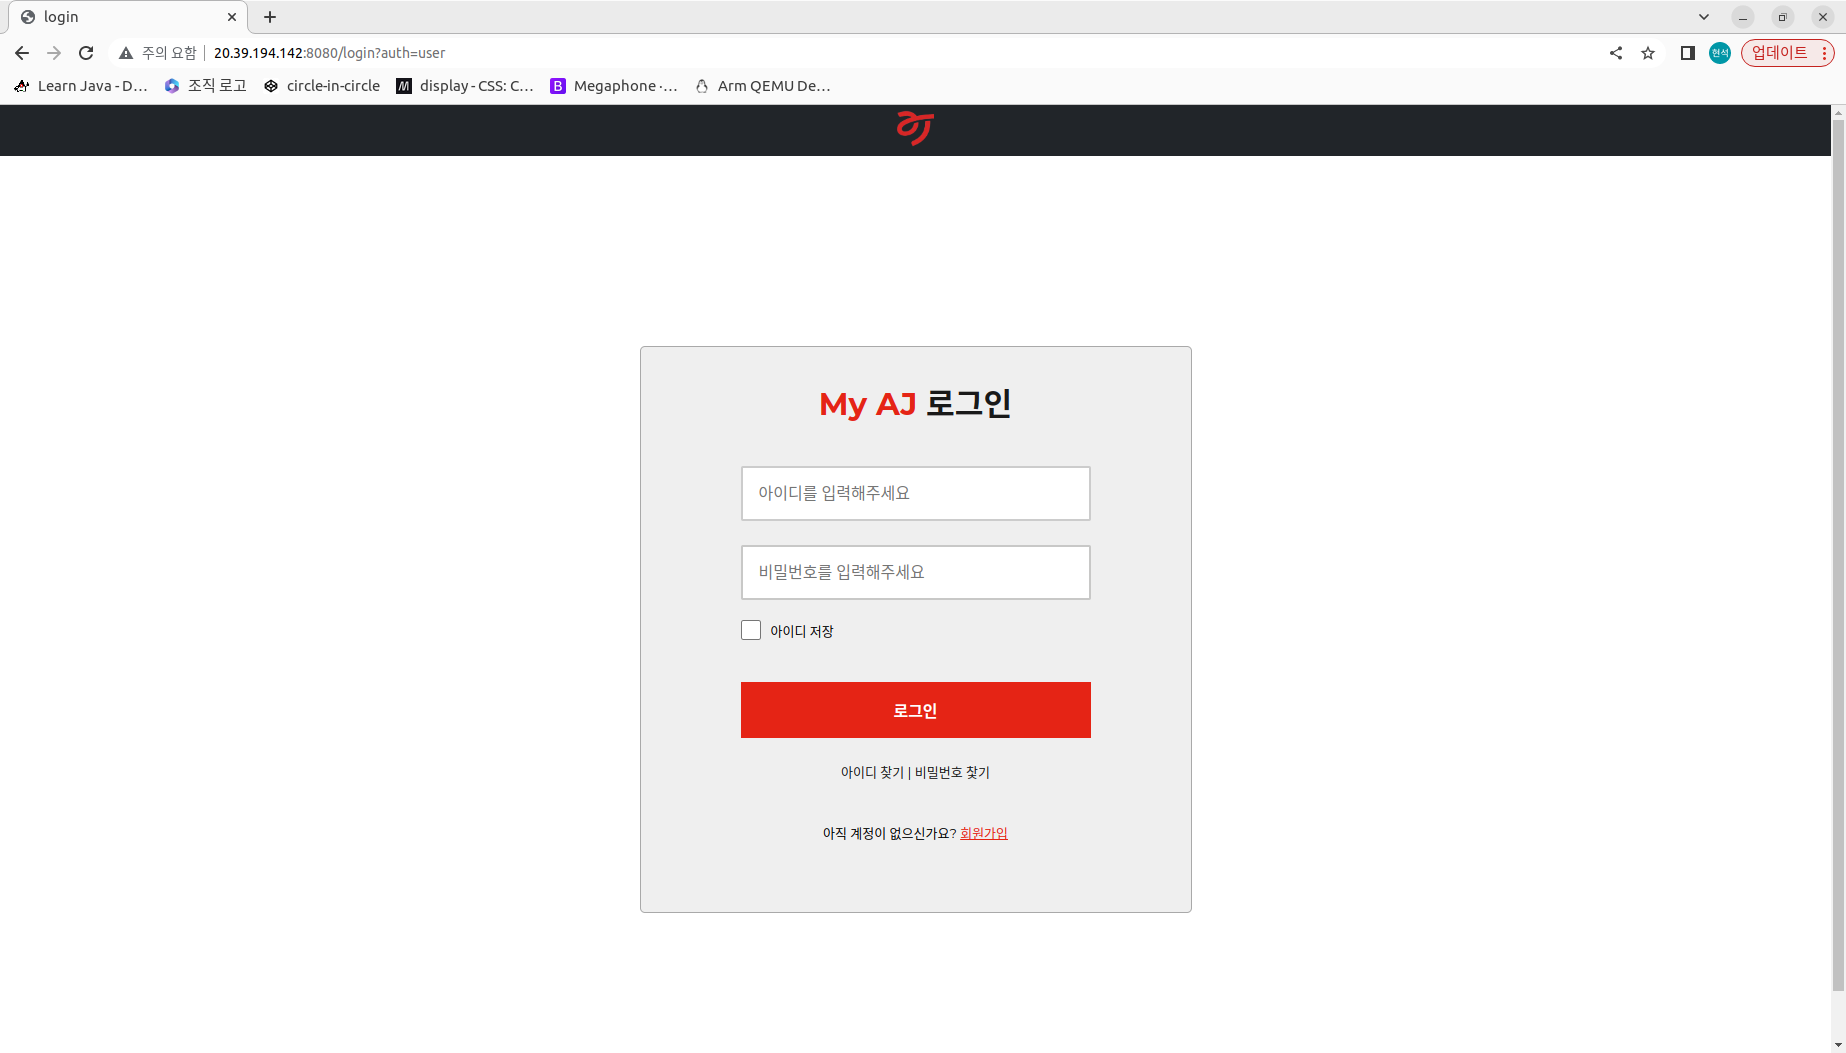 login
주의 요함 20.39.194.142:8080/login?auth=user
현석
업데이트
Learn Java - D… 조직 로고 circle-in-circle display - CSS: C… Megaphone ·… Arm QEMU De…
My AJ 로그인
아이디를 입력해주세요
비밀번호를 입력해주세요
아이디 저장
로그인
아이디 찾기 | 비밀번호 찾기
아직 계정이 없으신가요? 회원가입